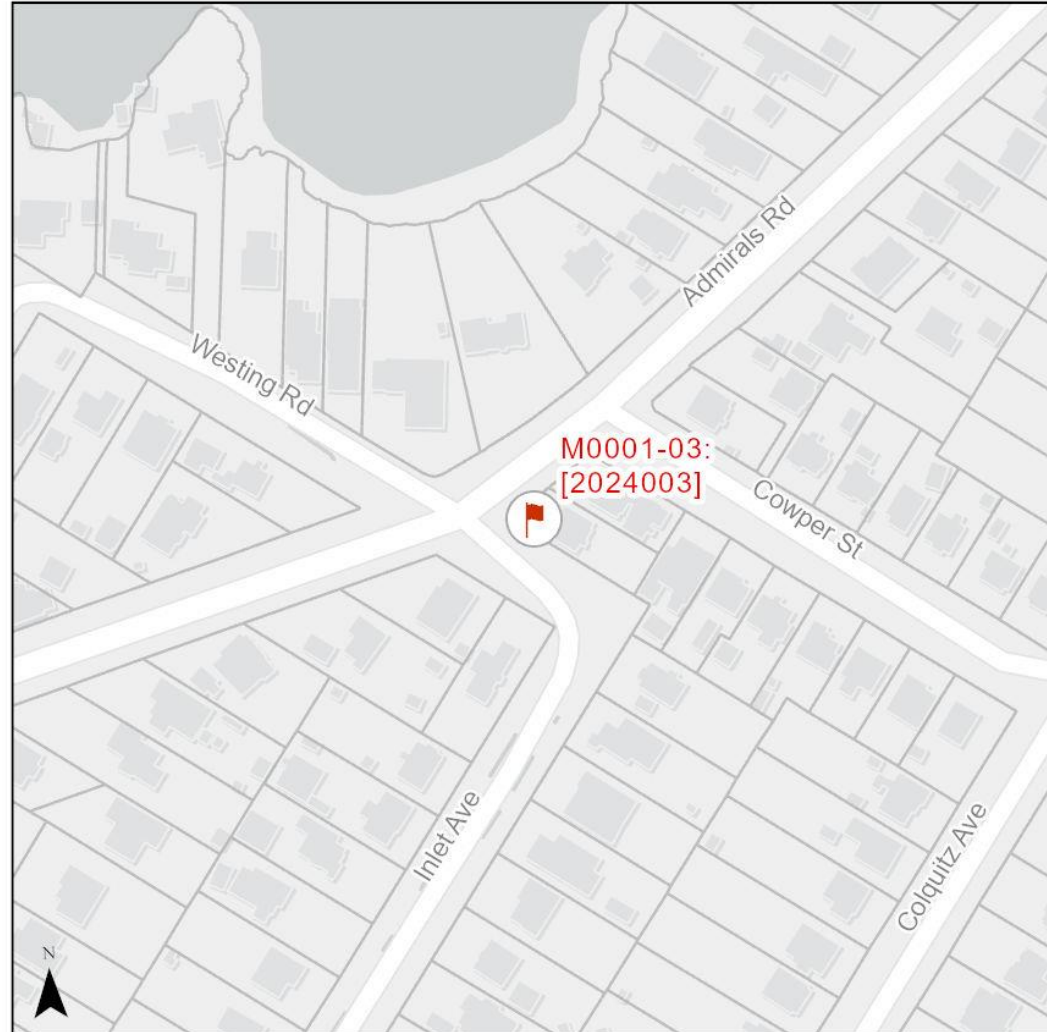 Admirals Rd
Westing Rd
M0001-03:
[2024003]
Cowper St
Inlet Ave
Colquitz Ave
N